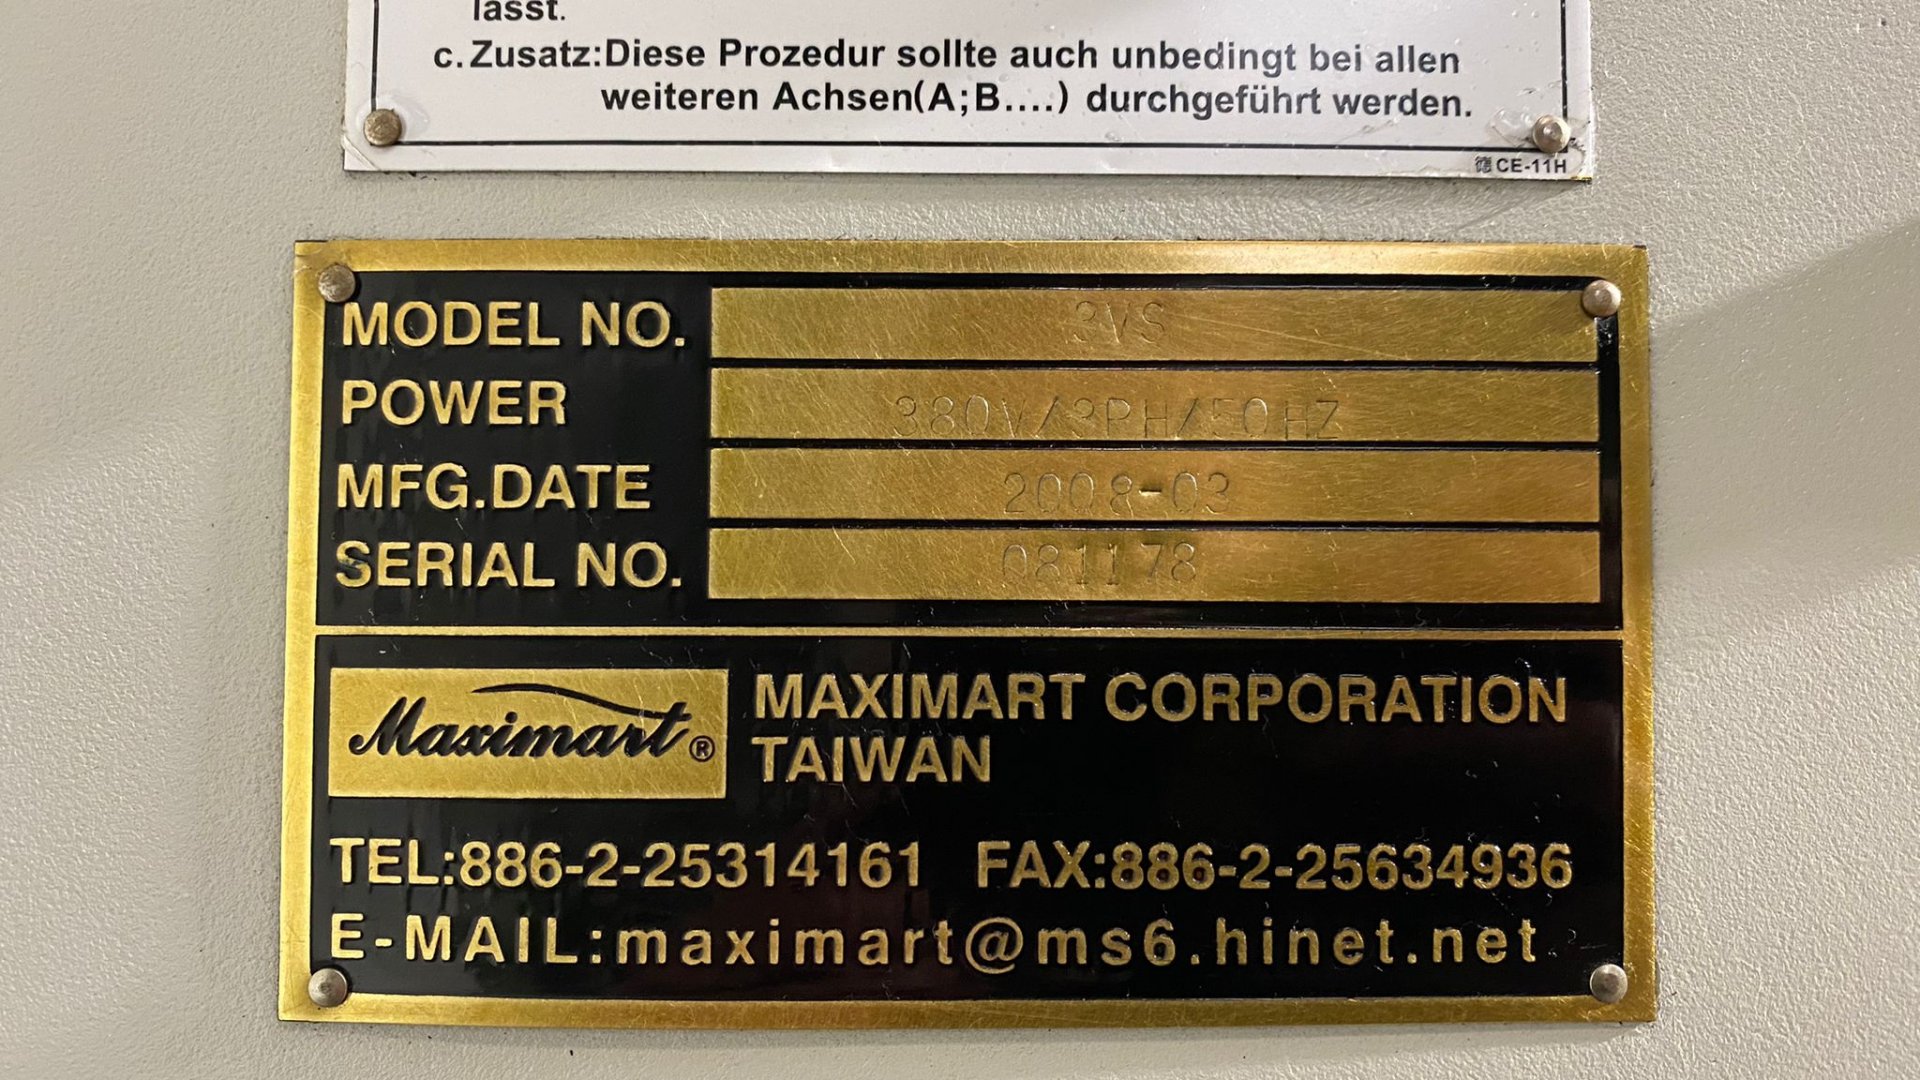 lasst.
c. Zusatz:Diese Prozedur sollte auch unbedingt bei allen
weiteren Achsen(A;B....) durchgeführt werden.
德 CE-11H
MODEL NO. 3VS
POWER 380V/3PH/50HZ
MFG.DATE 2008-03
SERIAL NO. 081178
Maximart®
MAXIMART CORPORATION
TAIWAN
TEL:886-2-25314161 FAX:886-2-25634936
E-MAIL:maximart@ms6.hinet.net